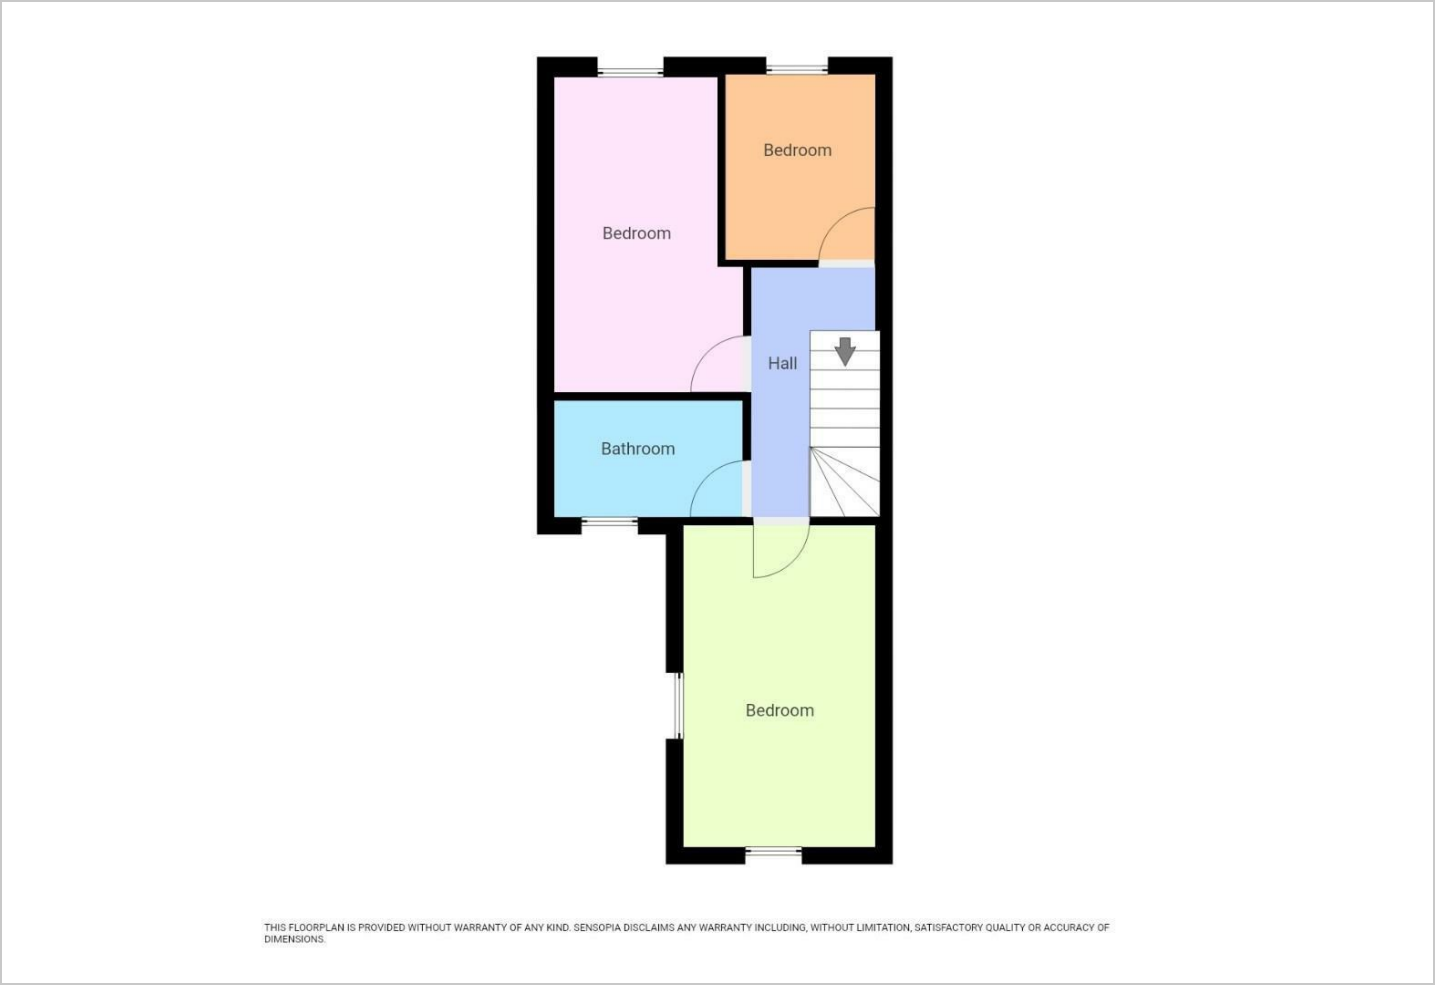 Bedroom
Bedroom
Hall
Bathroom
Bedroom
THIS FLOORPLAN IS PROVIDED WITHOUT WARRANTY OF ANY KIND. SENSOPIA DISCLAIMS ANY WARRANTY INCLUDING, WITHOUT LIMITATION, SATISFACTORY QUALITY OR ACCURACY OF
DIMENSIONS.